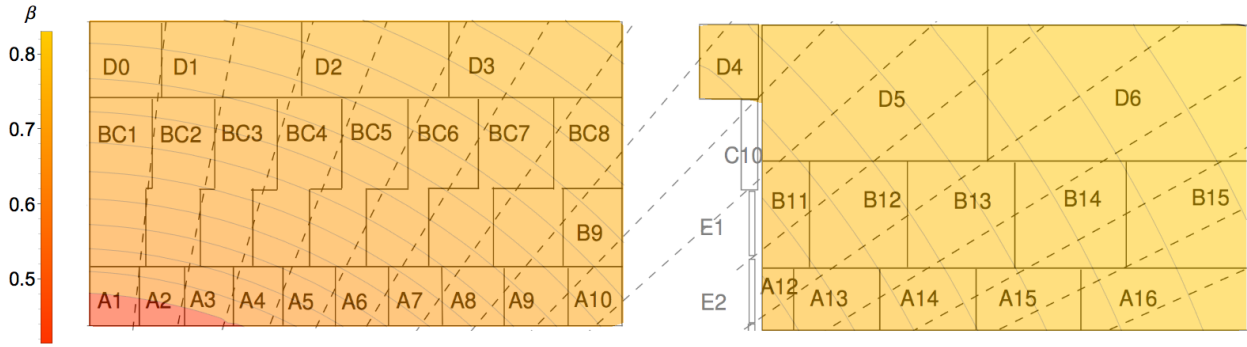 β
0.8
0.7
0.6
0.5
D0 D1 D2 D3
BC1 BC2 BC3 BC4 BC5 BC6 BC7 BC8
B9
A1 A2 A3 A4 A5 A6 A7 A8 A9 A10
D4 D5 D6
C10
B11 B12 B13 B14 B15
E1
A12 A13 A14 A15 A16
E2